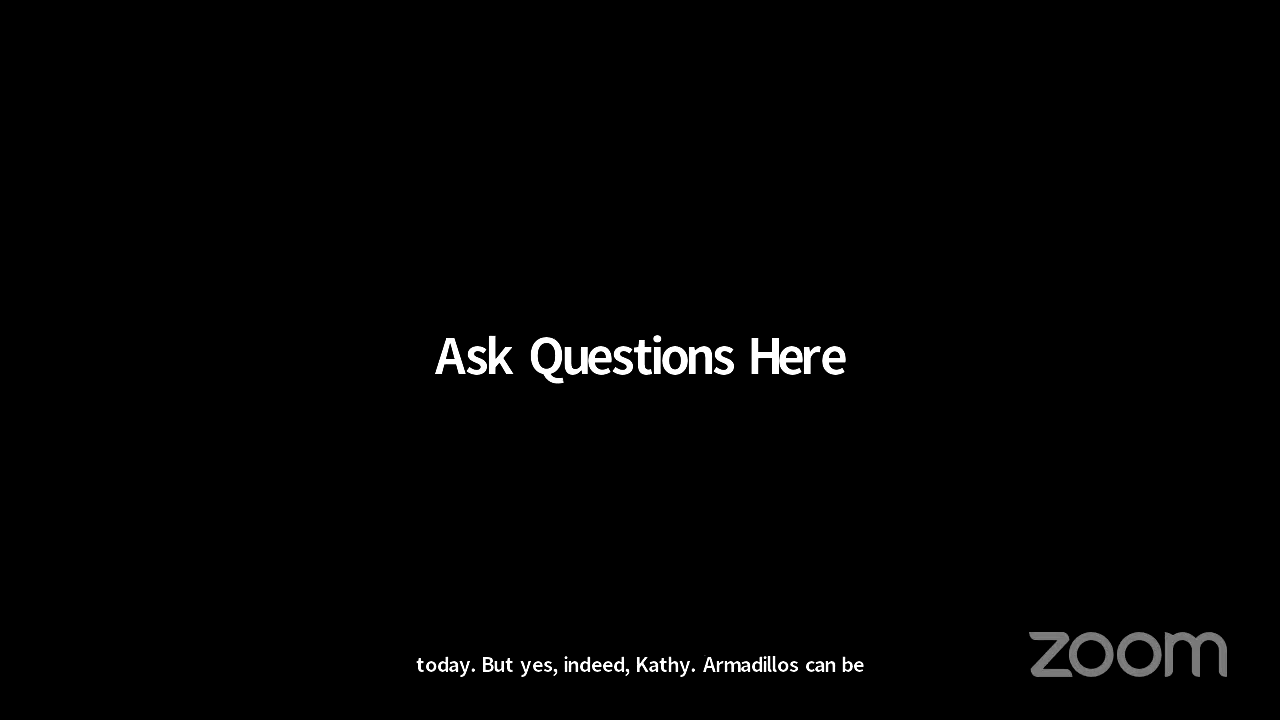 Ask Questions Here
today. But yes, indeed, Kathy. Armadillos can be
zoom